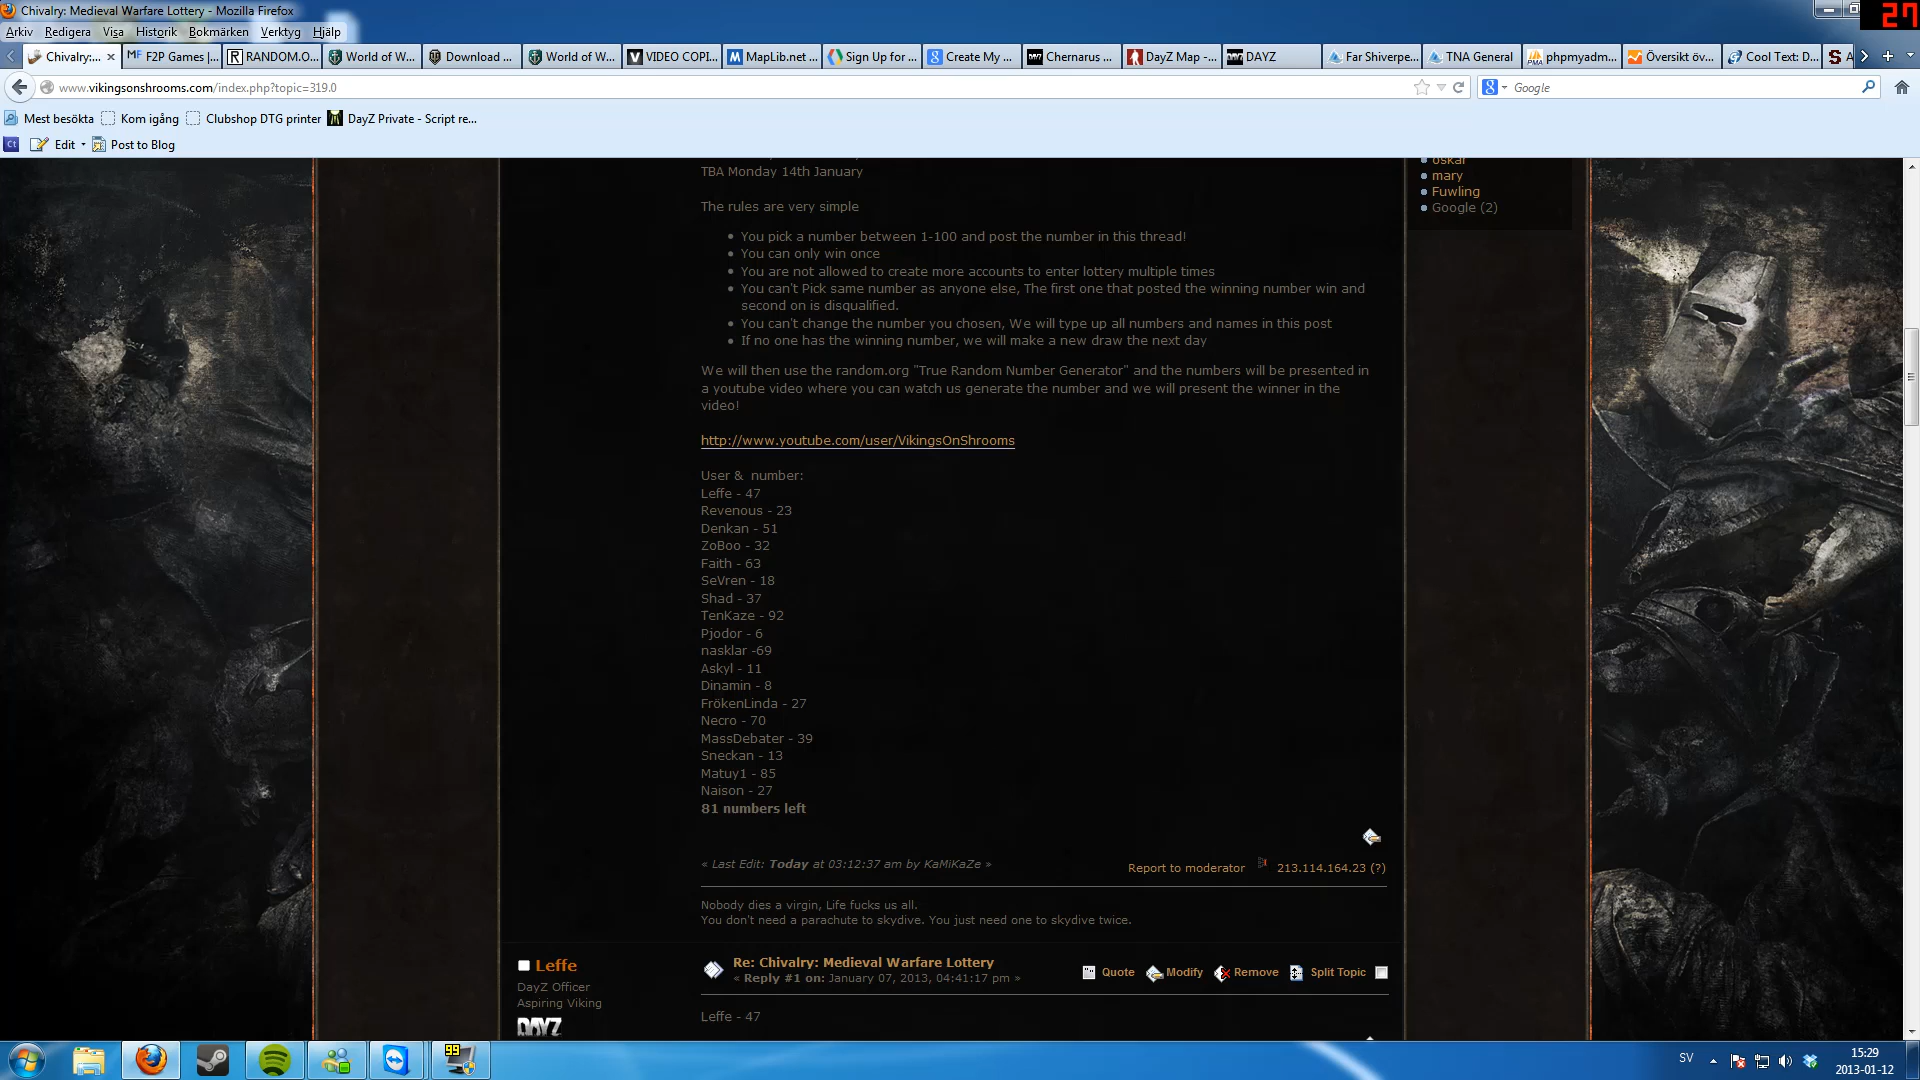 Chivalry: Medieval Warfare Lottery - Mozilla Firefox
27
Arkiv Redigera Visa Historik Bokmärken Verktyg Hjälp
Chivalry:... F2P Games |... RANDOM.O... World of W... Download ... World of W... VIDEO COPI... MapLib.net ... Sign Up for ... Create My ... Chernarus ... DayZ Map -... DAYZ Far Shiverpe... TNA General phpmyadm... Översikt öv... Cool Text: D... A
www.vikingsonshrooms.com/index.php?topic=319.0
Google
Mest besökta Kom igång Clubshop DTG printer DayZ Private - Script re...
Ct Edit Post to Blog
oskar
TBA Monday 14th January
mary
Fuwling
Google (2)
The rules are very simple
You pick a number between 1-100 and post the number in this thread!
You can only win once
You are not allowed to create more accounts to enter lottery multiple times
You can't Pick same number as anyone else, The first one that posted the winning number win and
second on is disqualified.
You can't change the number you chosen, We will type up all numbers and names in this post
If no one has the winning number, we will make a new draw the next day
We will then use the random.org "True Random Number Generator" and the numbers will be presented in
a youtube video where you can watch us generate the number and we will present the winner in the
video!
http://www.youtube.com/user/VikingsOnShrooms
User &  number:
Leffe - 47
Revenous - 23
Denkan - 51
ZoBoo - 32
Faith - 63
SeVren - 18
Shad - 37
TenKaze - 92
Pjodor - 6
nasklar -69
Askyl - 11
Dinamin - 8
FrökenLinda - 27
Necro - 70
MassDebater - 39
Sneckan - 13
Matuy1 - 85
Naison - 27
81 numbers left
« Last Edit: Today at 03:12:37 am by KaMiKaZe »
Report to moderator 213.114.164.23 (?)
Nobody dies a virgin, Life fucks us all.
You don't need a parachute to skydive. You just need one to skydive twice.
Leffe
DayZ Officer
Aspiring Viking
DAYZ
Re: Chivalry: Medieval Warfare Lottery
« Reply #1 on: January 07, 2013, 04:41:17 pm »
Quote Modify Remove Split Topic
Leffe - 47
99
SV
15:29
2013-01-12